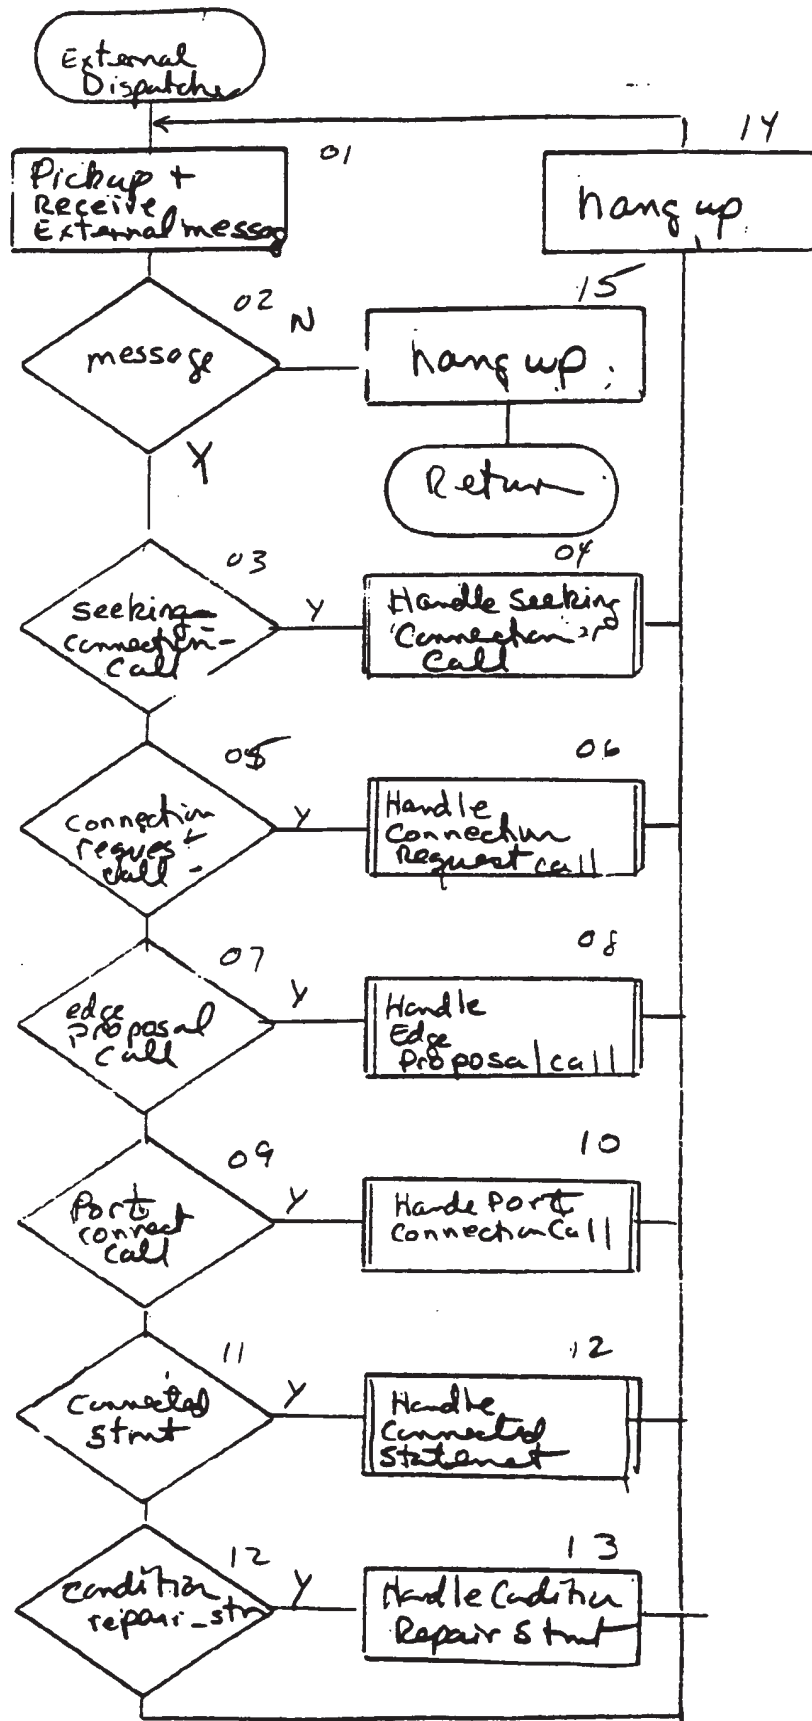 External
Dispatcher
01
Pickup +
Receive
External message
14
hang up
02
message
N
Y
15
hang up
Return
03
seeking
connection-
call
Y
04
Handle Seeking
Connection
Call
05
connection
request
call -
Y
06
Handle
Connection
Request call
07
edge
Proposal
Call
Y
08
Handle
Edge
Proposal call
09
Port
connect
call
Y
10
Hande Port
Connection Call
11
Connected
Stmt
Y
12
Handle
Connected
Statemet
12
condition
repair_stm
Y
13
Handle Condition
Repair Stmt